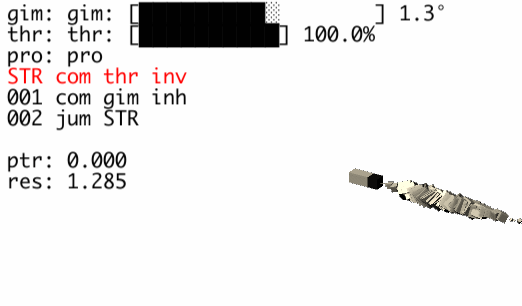 gim: gim: [ ] 1.3°
thr: thr: [ ] 100.0%
pro: pro
STR com thr inv
001 com gim inh
002 jum STR
ptr: 0.000
res: 1.285